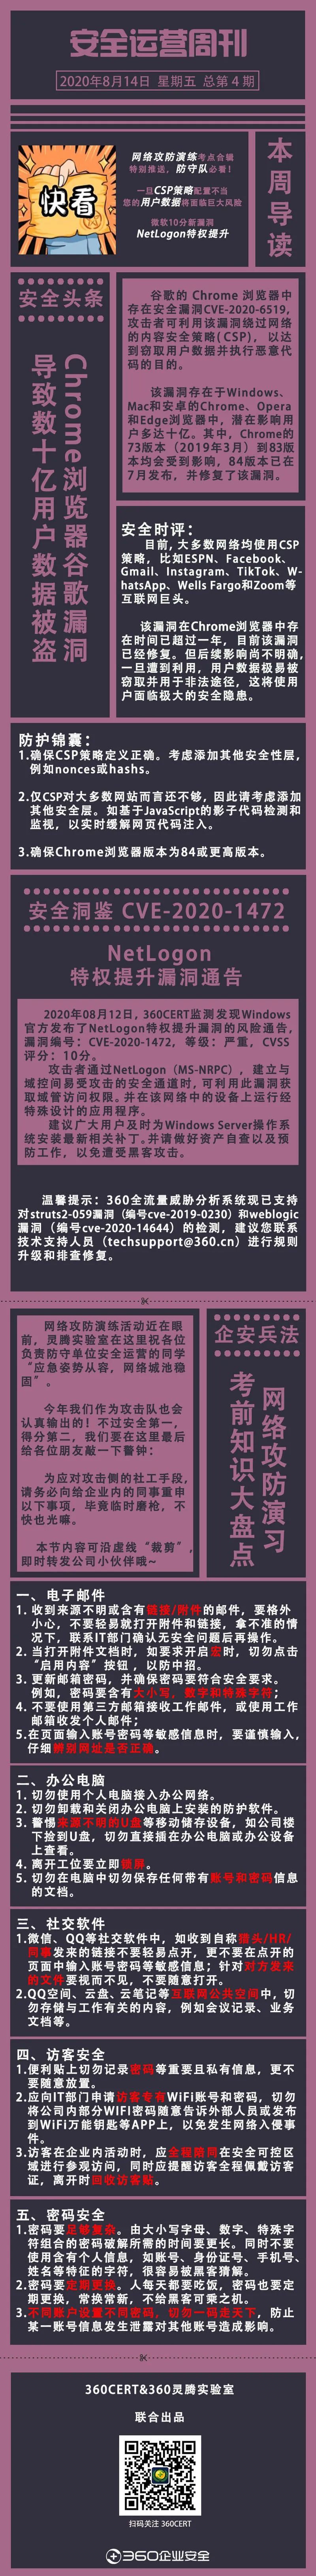 安全运营周刊
2020年8月14日 星期五 总第4期
快看
网络攻防演练考点合辑
特别推送，防守队必看！
一旦CSP策略配置不当
您的用户数据将面临巨大风险
微软10分新漏洞
NetLogon特权提升
本周导读
安全头条
Chrome浏览器谷歌漏洞
导致数十亿用户数据被盗
谷歌的 Chrome 浏览器中
存在安全漏洞CVE-2020-6519,
攻击者可利用该漏洞绕过网络
的内容安全策略(CSP)，以达
到窃取用户数据并执行恶意代
码的目的。
该漏洞存在于Windows、
Mac和安卓的Chrome、Opera
和Edge浏览器中，潜在影响用
户多达十亿。其中，Chrome的
73版本（2019年3月）到83版
本均会受到影响，84版本已在
7月发布，并修复了该漏洞。
安全时评：
目前，大多数网络均使用CSP
策略，比如ESPN、Facebook、
Gmail、Instagram、TikTok、W-
hatsApp、Wells Fargo和Zoom等
互联网巨头。
该漏洞在Chrome浏览器中存
在时间已超过一年，目前该漏洞
已经修复。但后续影响尚不明确，
一旦遭到利用，用户数据极易被
窃取并用于非法途径，这将使用
户面临极大的安全隐患。
防护锦囊：
1.确保CSP策略定义正确。考虑添加其他安全性层，
例如nonces或hashs。
2.仅CSP对大多数网站而言还不够，因此请考虑添加
其他安全层。如基于JavaScript的影子代码检测和
监视，以实时缓解网页代码注入。
3.确保Chrome浏览器版本为84或更高版本。
安全洞鉴 CVE-2020-1472
NetLogon
特权提升漏洞通告
2020年08月12日，360CERT监测发现Windows
官方发布了NetLogon特权提升漏洞的风险通告，
漏洞编号：CVE-2020-1472，等级：严重，CVSS
评分：10分。
攻击者通过NetLogon（MS-NRPC），建立与
域控间易受攻击的安全通道时，可利用此漏洞获
取域管访问权限。并在该网络中的设备上运行经
特殊设计的应用程序。
建议广大用户及时为Windows Server操作系
统安装最新相关补丁。并请做好资产自查以及预
防工作，以免遭受黑客攻击。
温馨提示：360全流量威胁分析系统现已支持
对struts2-059漏洞（编号cve-2019-0230）和weblogic
漏洞（编号cve-2020-14644）的检测，建议您联系
技术支持人员（techsupport@360.cn）进行规则
升级和排查修复。
网络攻防演练活动近在眼
前，灵腾实验室在这里祝各位
负责防守单位安全运营的同学
“应急姿势从容，网络城池稳
固”。
今年我们作为攻击队也会
认真输出的！不过安全第一，
得分第二，我们要在这里最后
给各位朋友敲一下警钟：
为应对攻击侧的社工手段，
请务必向给企业内的同事重申
以下事项，毕竟临时磨枪，不
快也光嘛。
本节内容可沿虚线“裁剪”，
即时转发公司小伙伴哦~
企安兵法
网络攻防演习
考前知识大盘点
一、电子邮件
1. 收到来源不明或含有链接/附件的邮件，要格外
小心，不要轻易就打开附件和链接，拿不准的情
况下，联系IT部门确认无安全问题后再操作。
2. 当打开附件文档时，如要求开启宏时，切勿点击
“启用内容”按钮，以防中招。
3. 更新邮箱密码，并确保密码要符合安全要求。
例如，密码要含有大小写，数字和特殊字符；
4. 不要使用第三方邮箱接收工作邮件，或使用工作
邮箱收发个人邮件；
5.在页面输入账号密码等敏感信息时，要谨慎输入，
仔细辨别网址是否正确。
二、办公电脑
1. 切勿使用个人电脑接入办公网络。
2. 切勿卸载和关闭办公电脑上安装的防护软件。
3. 警惕来源不明的U盘等移动储存设备，如公司楼
下捡到U盘，切勿直接插在办公电脑或办公设备
上查看。
4. 离开工位要立即锁屏。
5. 切勿在电脑中切勿保存任何带有账号和密码信息
的文档。
三、社交软件
1.微信、QQ等社交软件中，如收到自称猎头/HR/
同事发来的链接不要轻易点开，更不要在点开的
页面中输入账号密码等敏感信息；针对对方发来
的文件要视而不见，不要随意打开。
2.QQ空间、云盘、云笔记等互联网公共空间中，切
勿存储与工作有关的内容，例如会议记录、业务
文档等。
四、访客安全
1.便利贴上切勿记录密码等重要且私有信息，更不
要随意放置。
2.应向IT部门申请访客专有WiFi账号和密码，切勿
将公司内部分WIFI密码随意告诉外部人员或发布
到WiFi万能钥匙等APP上，以免发生网络入侵事
件。
3.访客在企业内活动时，应全程陪同在安全可控区
域进行参观访问，同时应提醒访客全程佩戴访客
证，离开时回收访客贴。
五、密码安全
1.密码要足够复杂。由大小写字母、数字、特殊字
符组合的密码破解所需的时间要更长。同时不要
使用含有个人信息，如账号、身份证号、手机号、
姓名等特征的字符，很容易被黑客猜解。
2.密码要定期更换。人每天都要吃饭，密码也要定
期更换，常换常新，不给黑客可乘之机。
3.不同账户设置不同密码，切勿一码走天下，防止
某一账号信息发生泄露对其他账号造成影响。
360CERT&360灵腾实验室
联合出品
扫码关注 360CERT
360企业安全